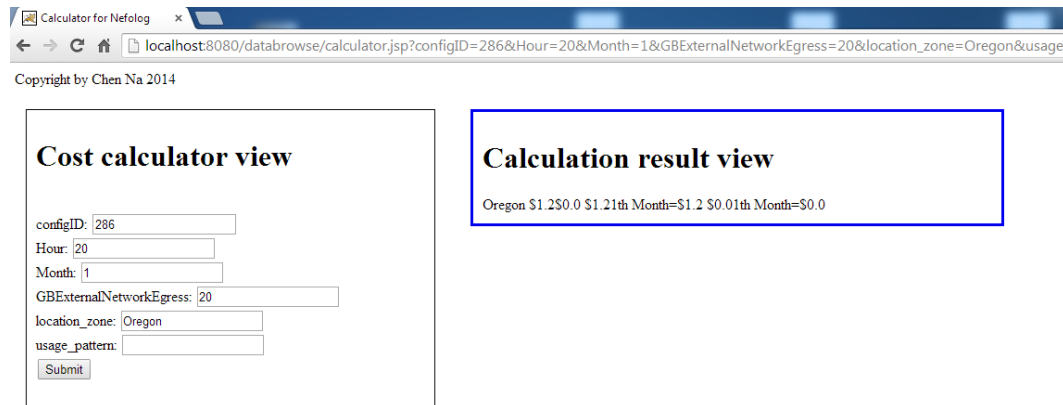 Calculator for Nefolog
localhost:8080/databrowse/calculator.jsp?configID=286&Hour=20&Month=1&GBExternalNetworkEgress=20&location_zone=Oregon&usage
Copyright by Chen Na 2014
Cost calculator view
configID: 286
Hour: 20
Month: 1
GBExternalNetworkEgress: 20
location_zone: Oregon
usage_pattern:
Submit
Calculation result view
Oregon $1.2$0.0 $1.21th Month=$1.2 $0.01th Month=$0.0